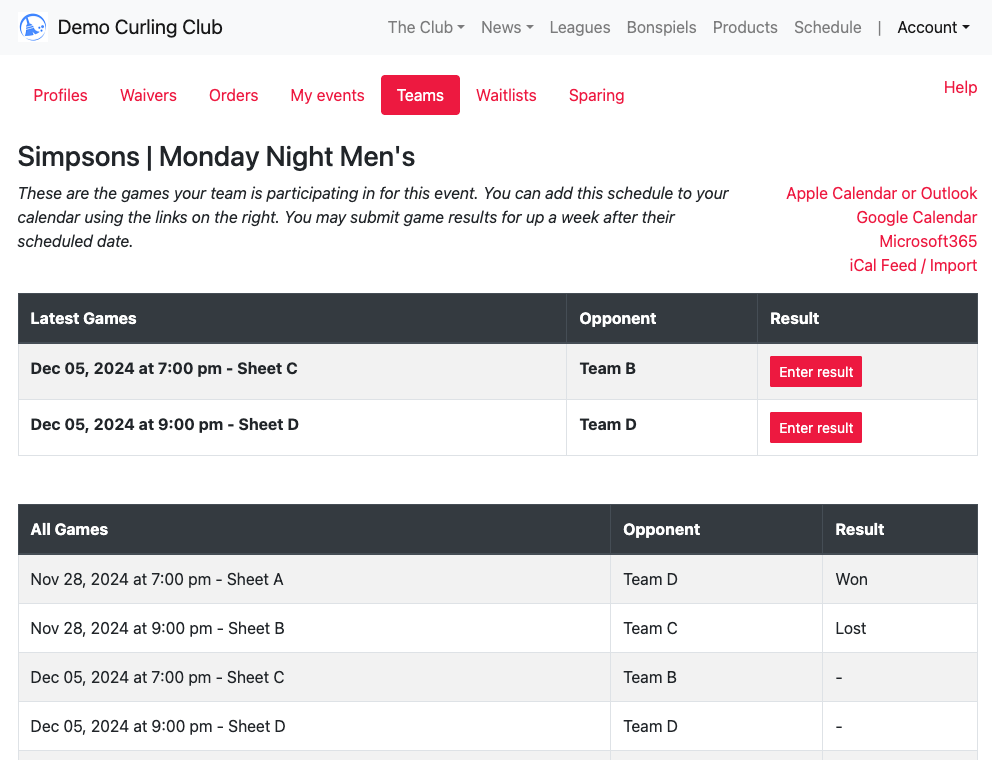 Demo Curling Club The Club News Leagues Bonspiels Products Schedule | Account
Profiles Waivers Orders My events Teams Waitlists Sparing Help
Simpsons | Monday Night Men's
These are the games your team is participating in for this event. You can add this schedule to your
calendar using the links on the right. You may submit game results for up a week after their
scheduled date.
Apple Calendar or Outlook
Google Calendar
Microsoft365
iCal Feed / Import
Latest Games Opponent Result
Dec 05, 2024 at 7:00 pm - Sheet C Team B Enter result
Dec 05, 2024 at 9:00 pm - Sheet D Team D Enter result
All Games Opponent Result
Nov 28, 2024 at 7:00 pm - Sheet A Team D Won
Nov 28, 2024 at 9:00 pm - Sheet B Team C Lost
Dec 05, 2024 at 7:00 pm - Sheet C Team B -
Dec 05, 2024 at 9:00 pm - Sheet D Team D -